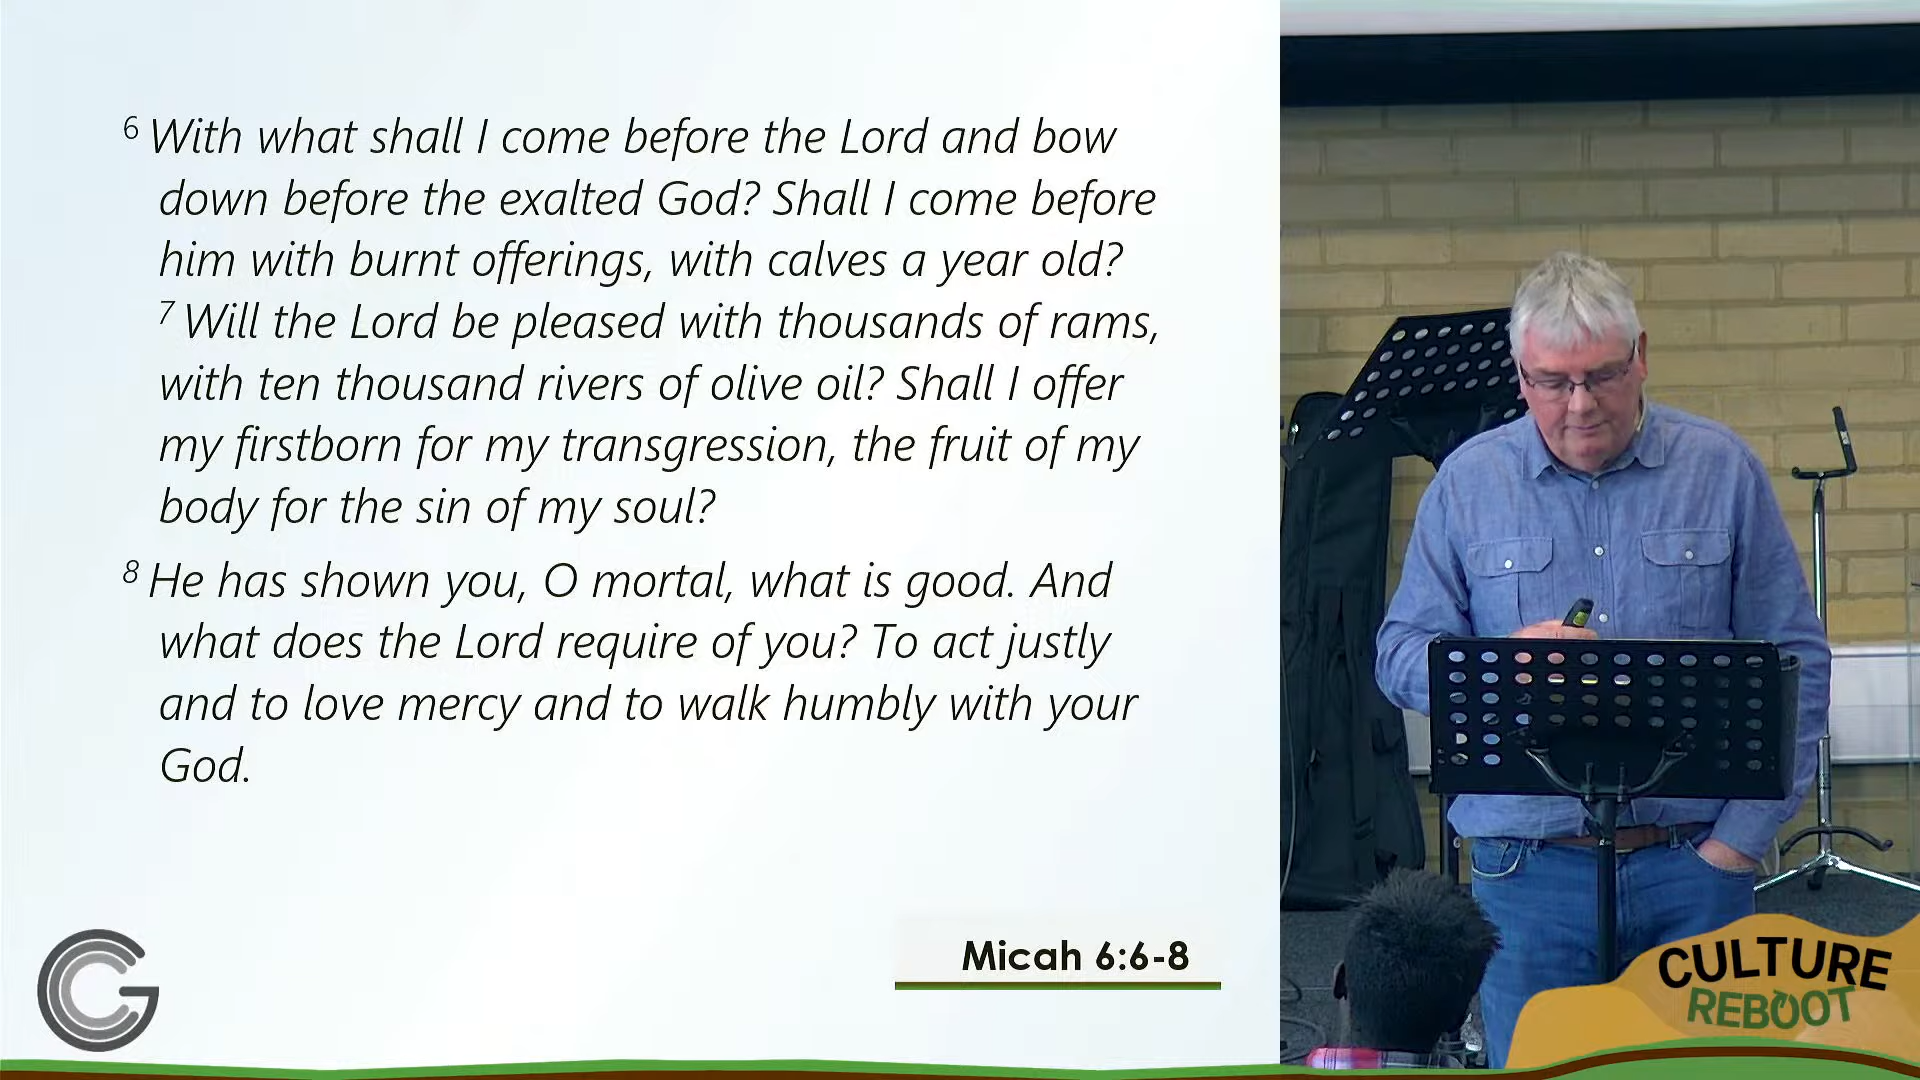 6 With what shall I come before the Lord and bow
down before the exalted God? Shall I come before
him with burnt offerings, with calves a year old?
7 Will the Lord be pleased with thousands of rams,
with ten thousand rivers of olive oil? Shall I offer
my firstborn for my transgression, the fruit of my
body for the sin of my soul?
8 He has shown you, O mortal, what is good. And
what does the Lord require of you? To act justly
and to love mercy and to walk humbly with your
God.
Micah 6:6-8
CULTURE
REBOOT